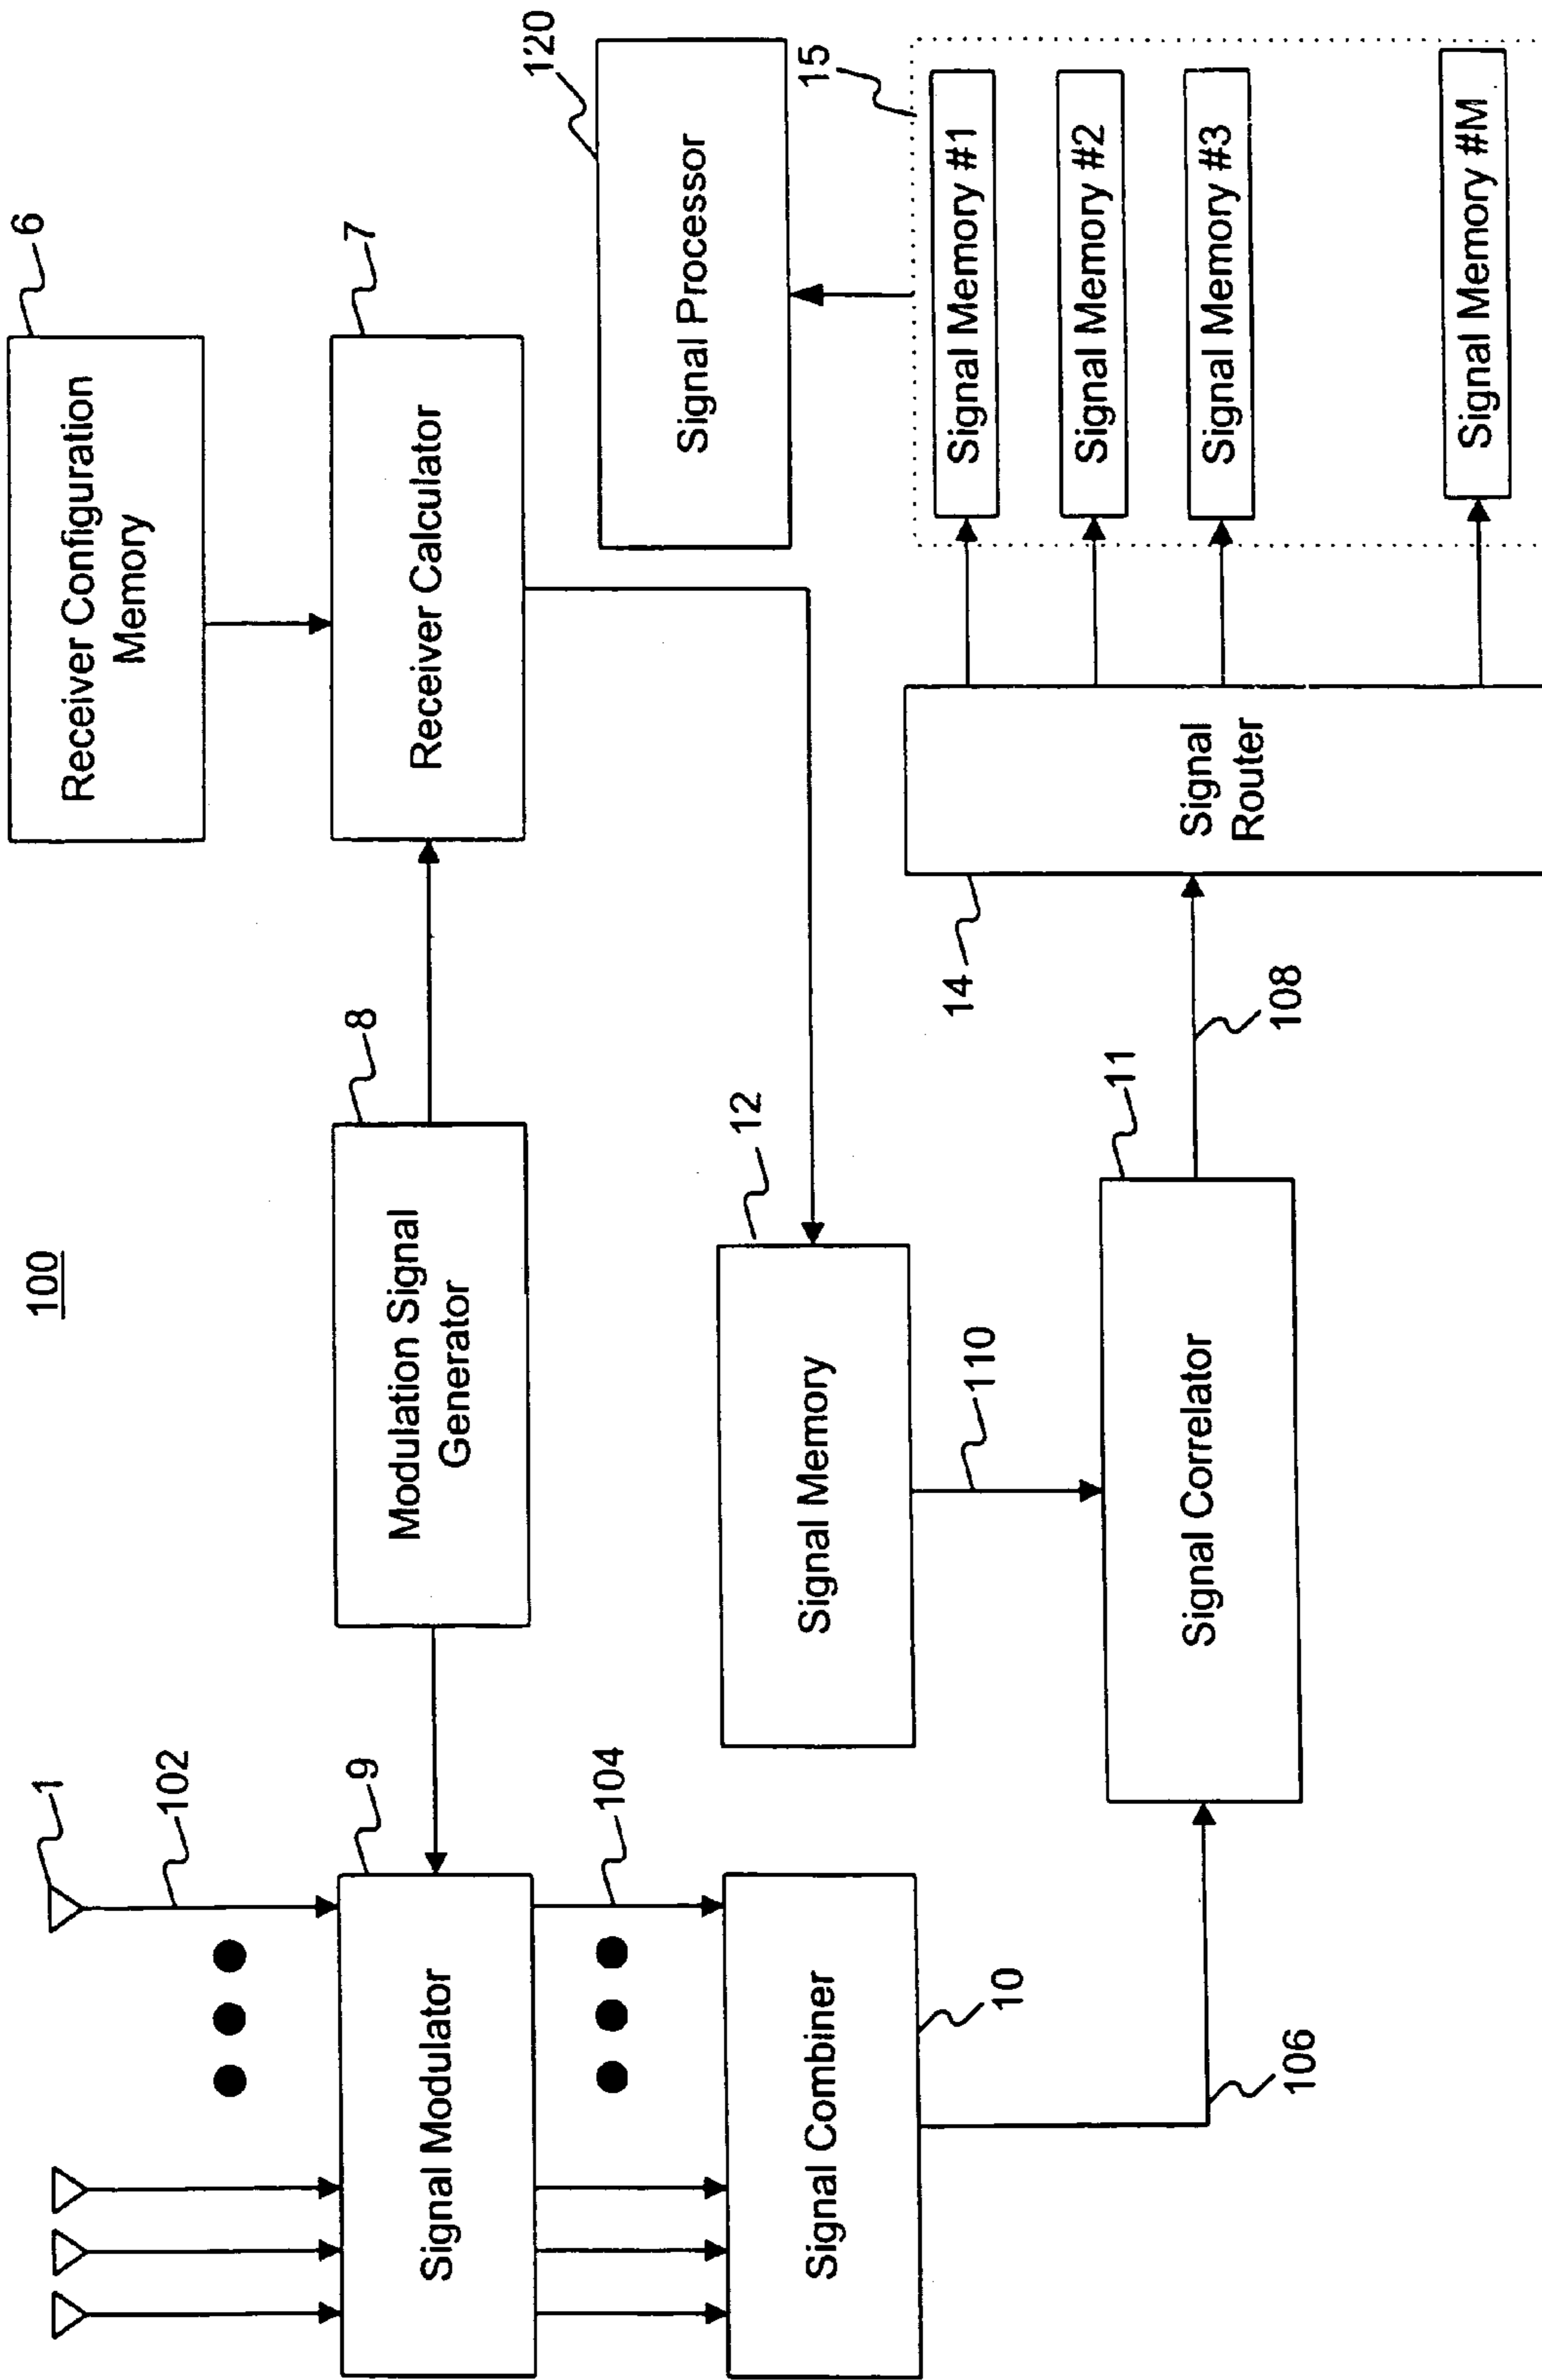 100
1
102
Signal Modulator
9
104
Signal Combiner
10
106
Modulation Signal
Generator
8
Receiver Configuration
Memory
6
Receiver Calculator
7
Signal Memory
12
110
Signal Correlator
11
108
Signal
Router
14
Signal Processor
120
15
Signal Memory #1
Signal Memory #2
Signal Memory #3
Signal Memory #M